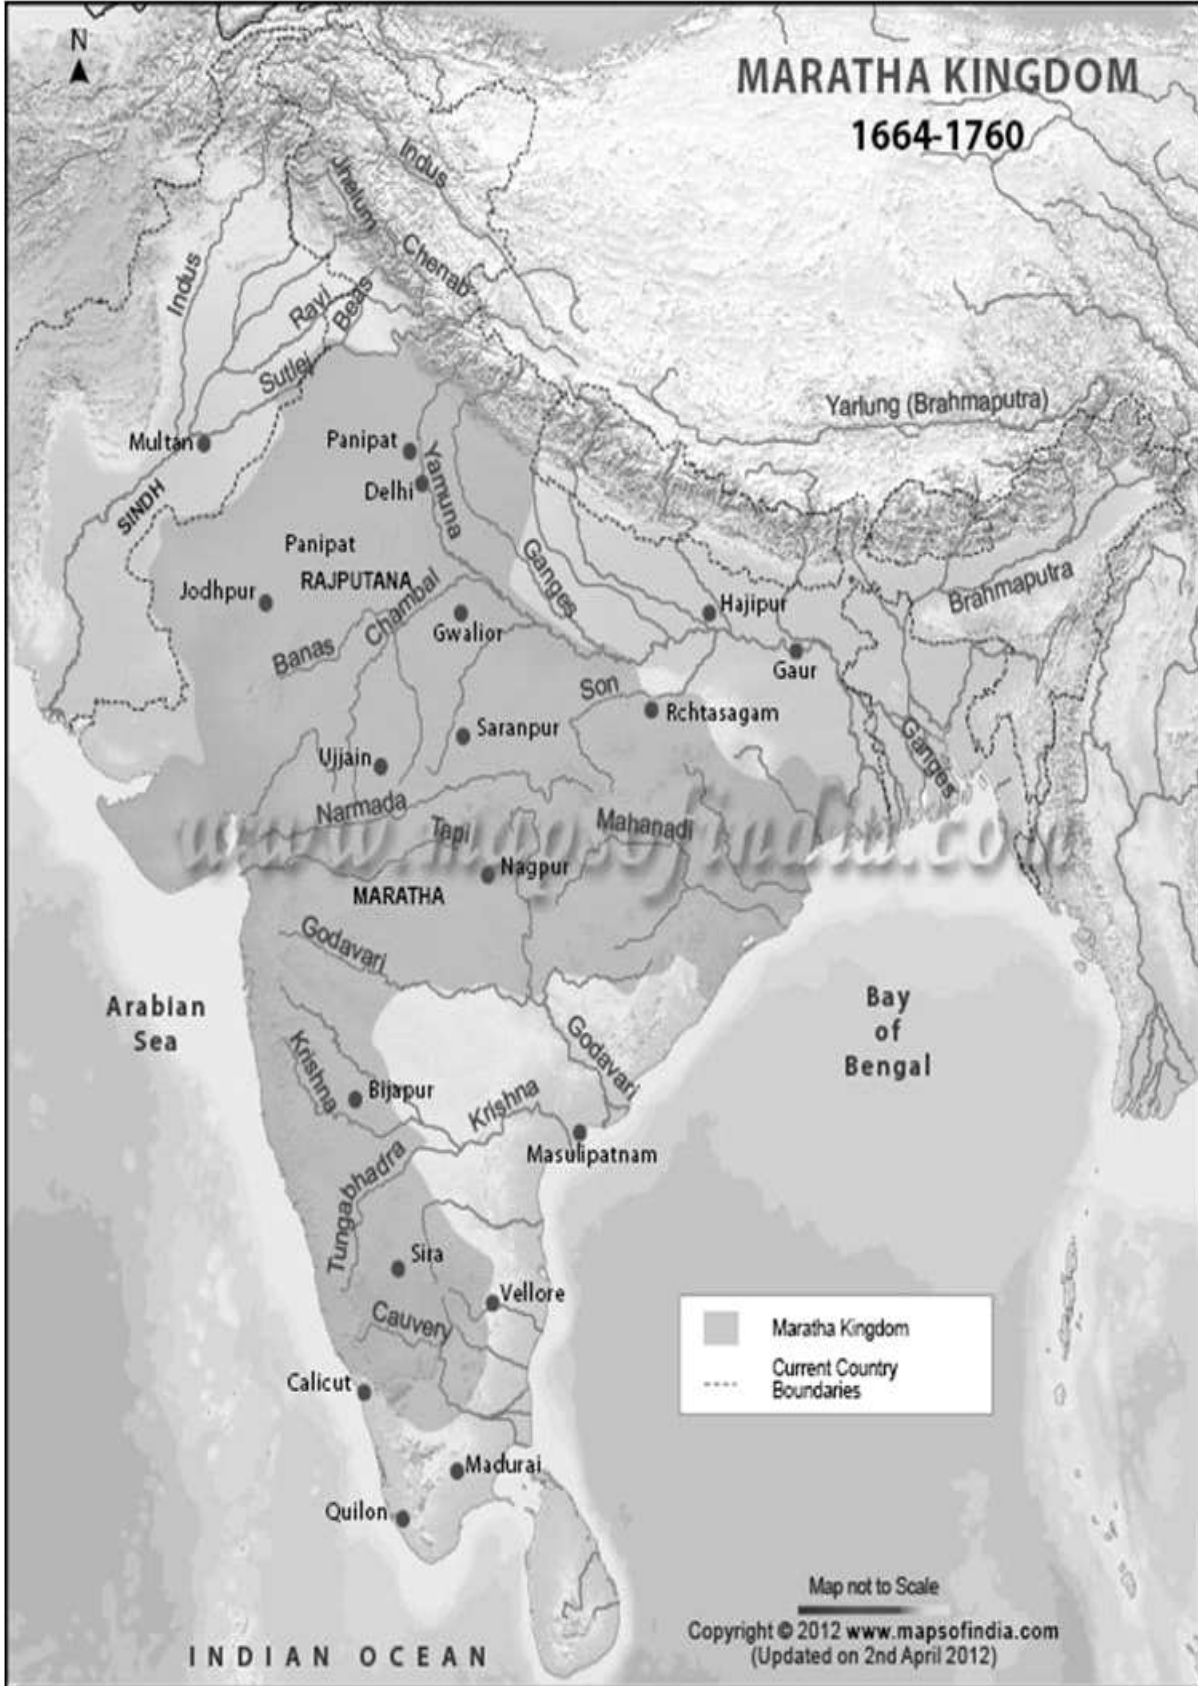 N
MARATHA KINGDOM
1664-1760
Indus
Jhelum
Chenab
Indus
Ravi
Beas
Sutlej
Yarlung (Brahmaputra)
Multan
Panipat
Yamuna
Delhi
SINDH
Panipat
RAJPUTANA
Ganges
Brahmaputra
Jodhpur
Chambal
Hajipur
Gwalior
Banas
Gaur
Son
Rchtasagam
Saranpur
Ganges
Ujjain
Narmada
Tapi
Mahanadi
www.mapsofindia.com
Nagpur
MARATHA
Godavari
Arabian
Sea
Bay
of
Bengal
Godavari
Krishna
Bijapur
Krishna
Masulipatnam
Tungabhadra
Sira
Vellore
Cauvery
Maratha Kingdom
Current Country
Boundaries
Calicut
Madurai
Quilon
Map not to Scale
Copyright © 2012 www.mapsofindia.com
(Updated on 2nd April 2012)
INDIAN OCEAN